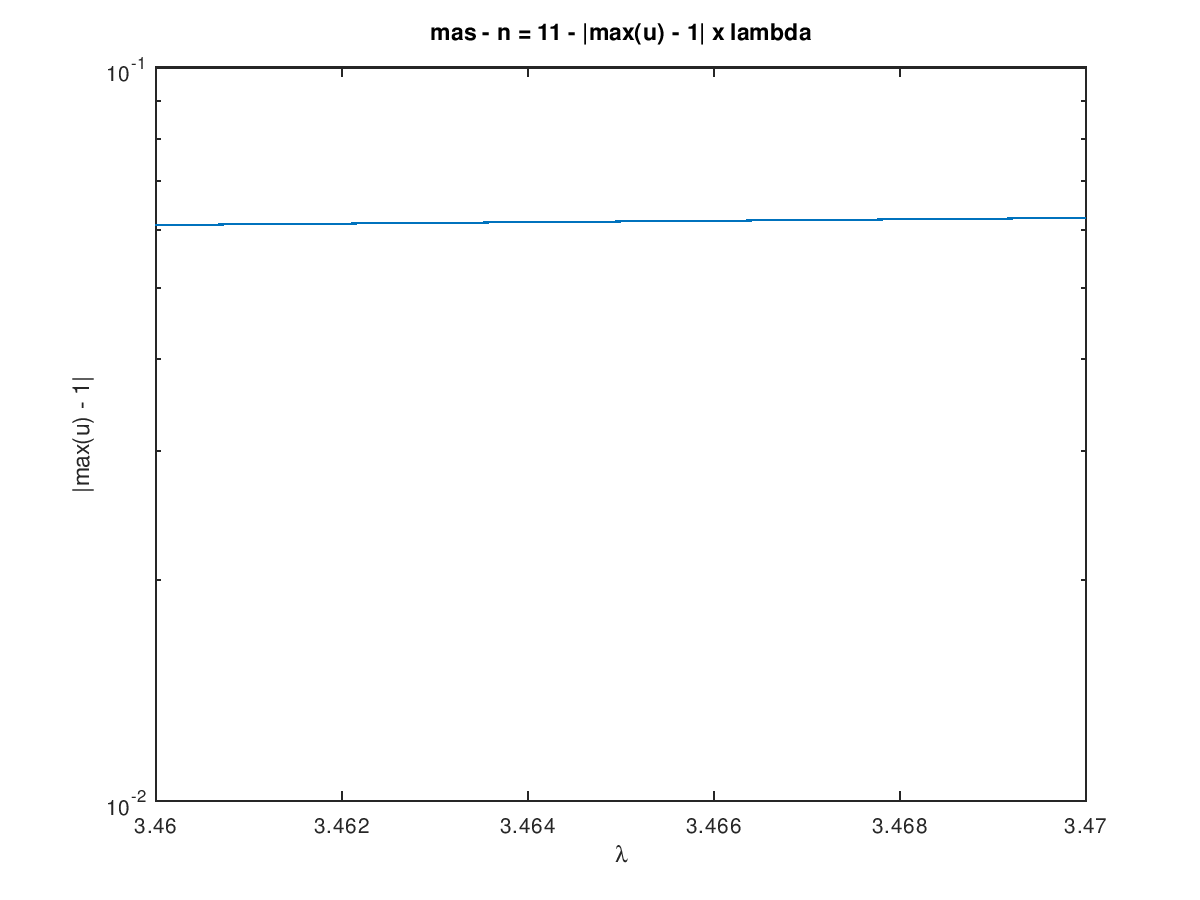 mas - n = 11 - |max(u) - 1| x lambda
10^-1
|max(u) - 1|
10^-2
3.46 3.462 3.464 3.466 3.468 3.47
λ